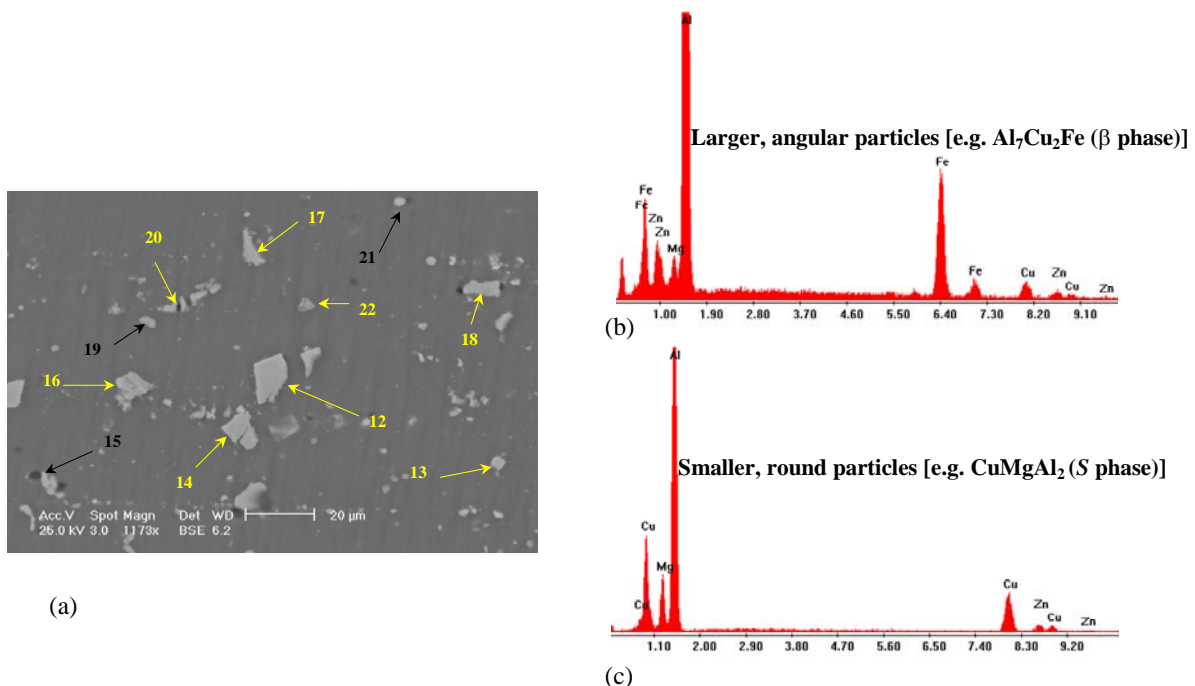 17
20
21
22
19
18
16
12
15
14
13
Acc.V Spot Magn Det WD 20 µm
25.0 kV 3.0 1173x BSE 6.2
(a)
Al
Larger, angular particles [e.g. Al₇Cu₂Fe (β phase)]
Fe
Fe
Fe
Zn
Zn
Mg
Fe
Cu
Zn
Cu
Zn
1.00 1.90 2.80 3.70 4.60 5.50 6.40 7.30 8.20 9.10
(b)
Al
Smaller, round particles [e.g. CuMgAl₂ (S phase)]
Cu
Mg
Cu
Cu
Zn
Cu
Zn
1.10 2.00 2.90 3.80 4.70 5.60 6.50 7.40 8.30 9.20
(c)